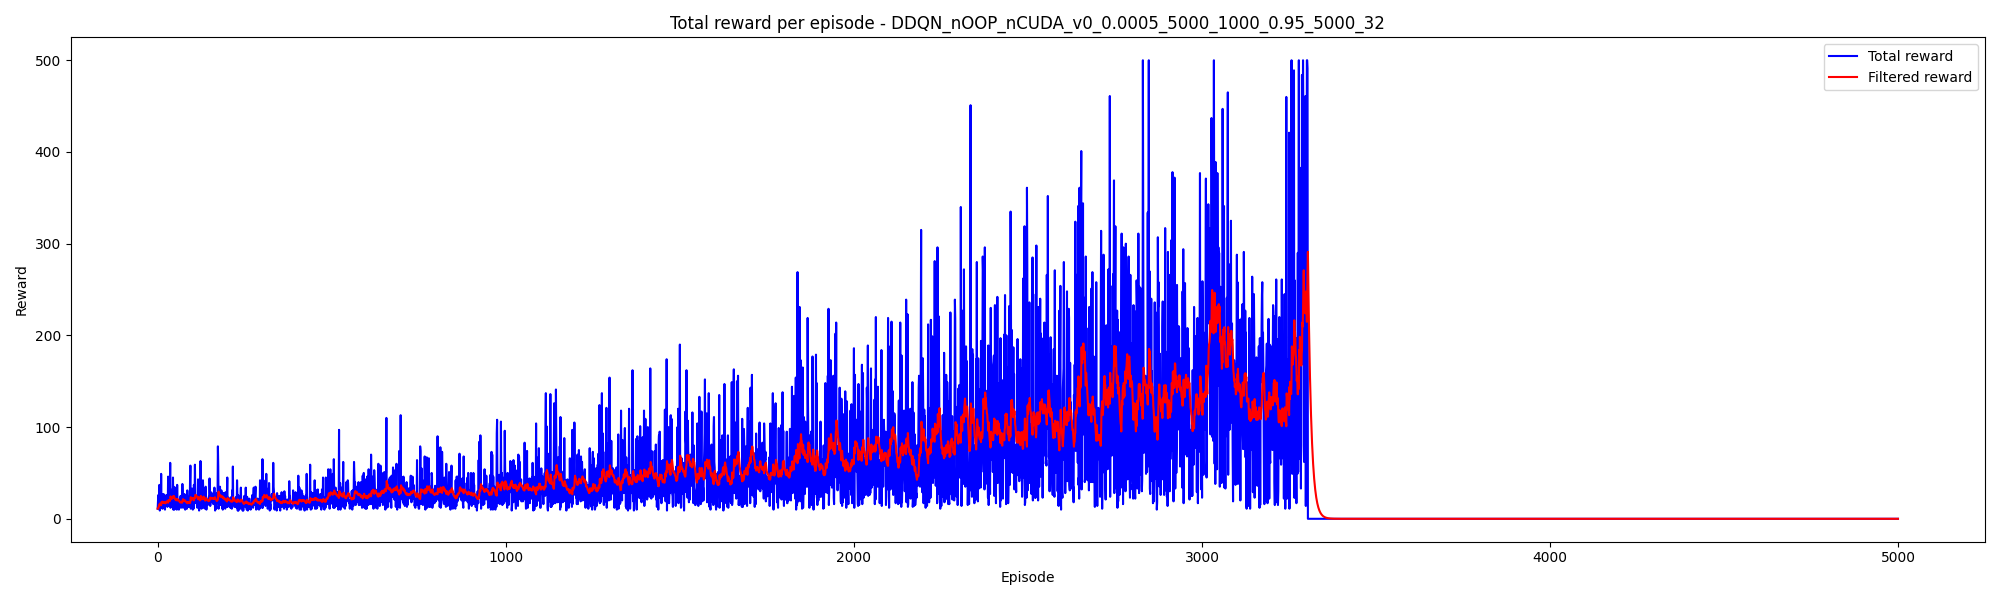 Total reward per episode - DDQN_nOOP_nCUDA_v0_0.0005_5000_1000_0.95_5000_32
Total reward
Filtered reward
Reward
500
400
300
200
100
0
0 1000 2000 3000 4000 5000
Episode